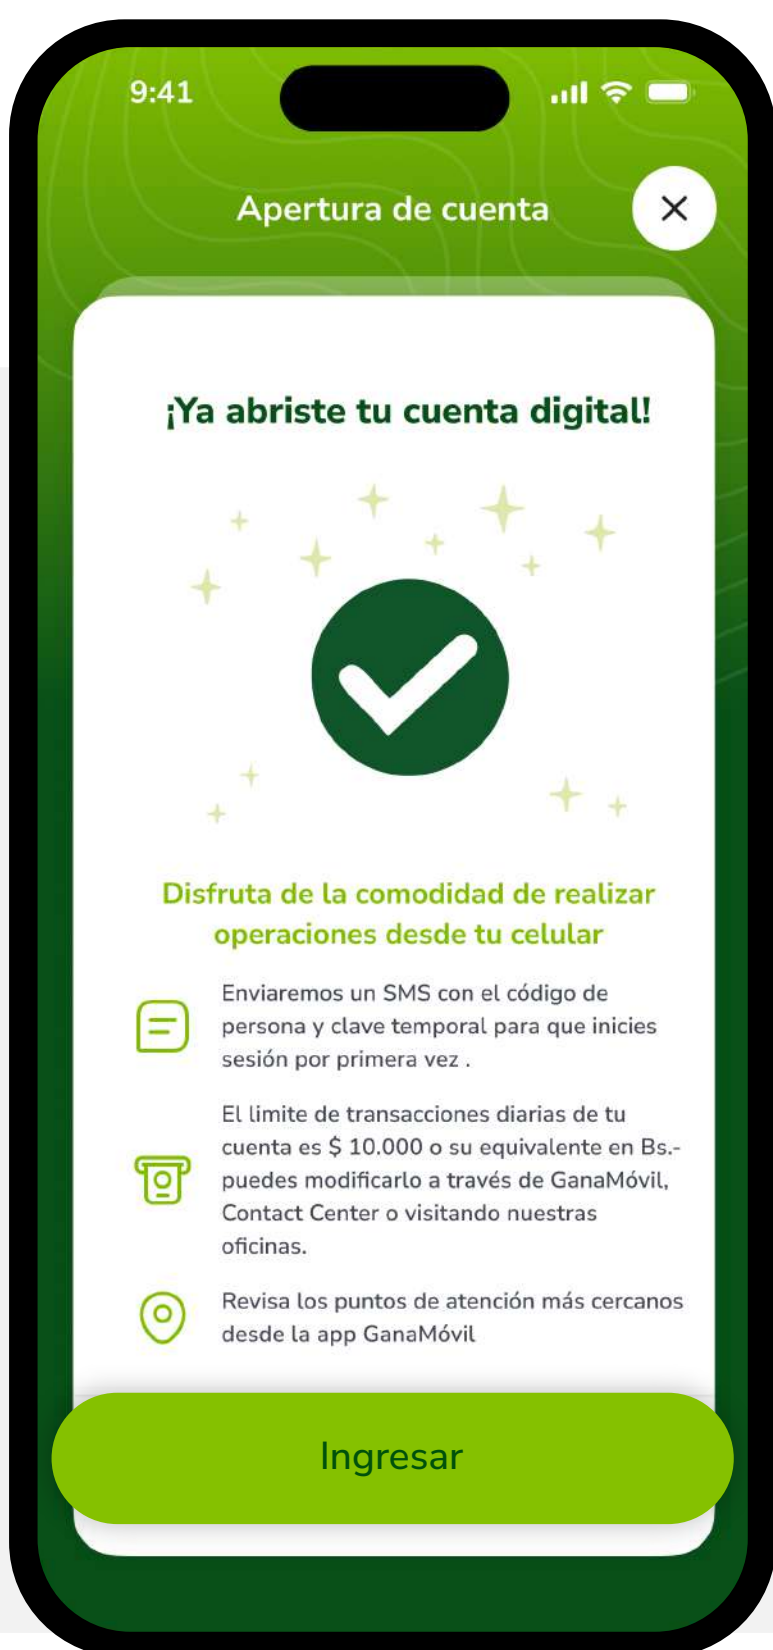 9:41
Apertura de cuenta
¡Ya abriste tu cuenta digital!
Disfruta de la comodidad de realizar
operaciones desde tu celular
Enviaremos un SMS con el código de
persona y clave temporal para que inicies
sesión por primera vez .
El limite de transacciones diarias de tu
cuenta es $ 10.000 o su equivalente en Bs.-
puedes modificarlo a través de GanaMóvil,
Contact Center o visitando nuestras
oficinas.
Revisa los puntos de atención más cercanos
desde la app GanaMóvil
Ingresar